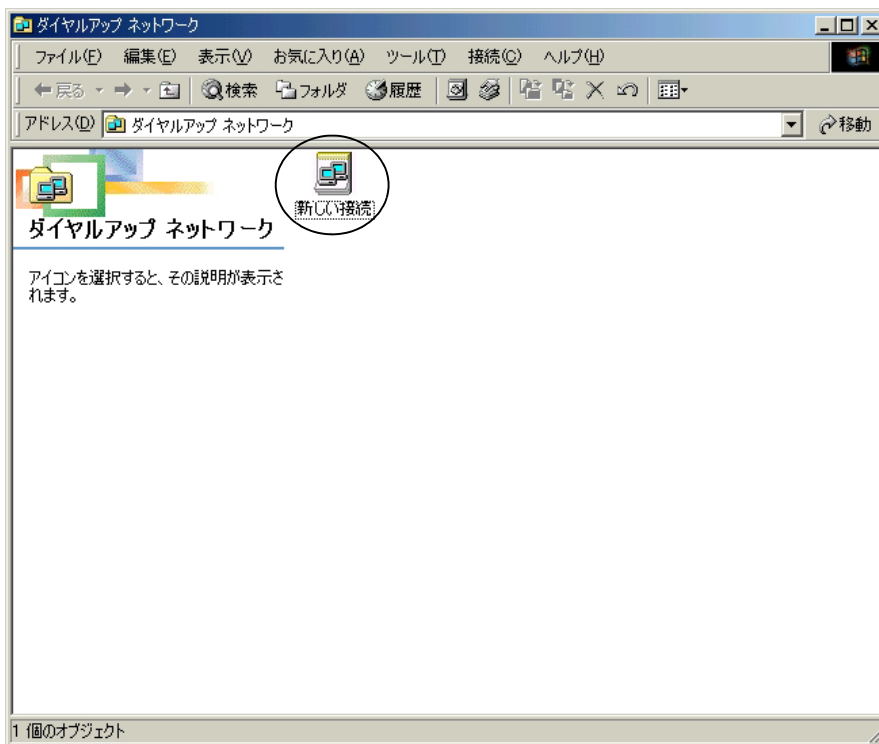 ダイヤルアップ ネットワーク
ファイル(F) 編集(E) 表示(V) お気に入り(A) ツール(T) 接続(C) ヘルプ(H)
戻る 検索 フォルダ 履歴
アドレス(D) ダイヤルアップ ネットワーク 移動
新しい接続
ダイヤルアップ ネットワーク
アイコンを選択すると、その説明が表示さ
れます。
1 個のオブジェクト